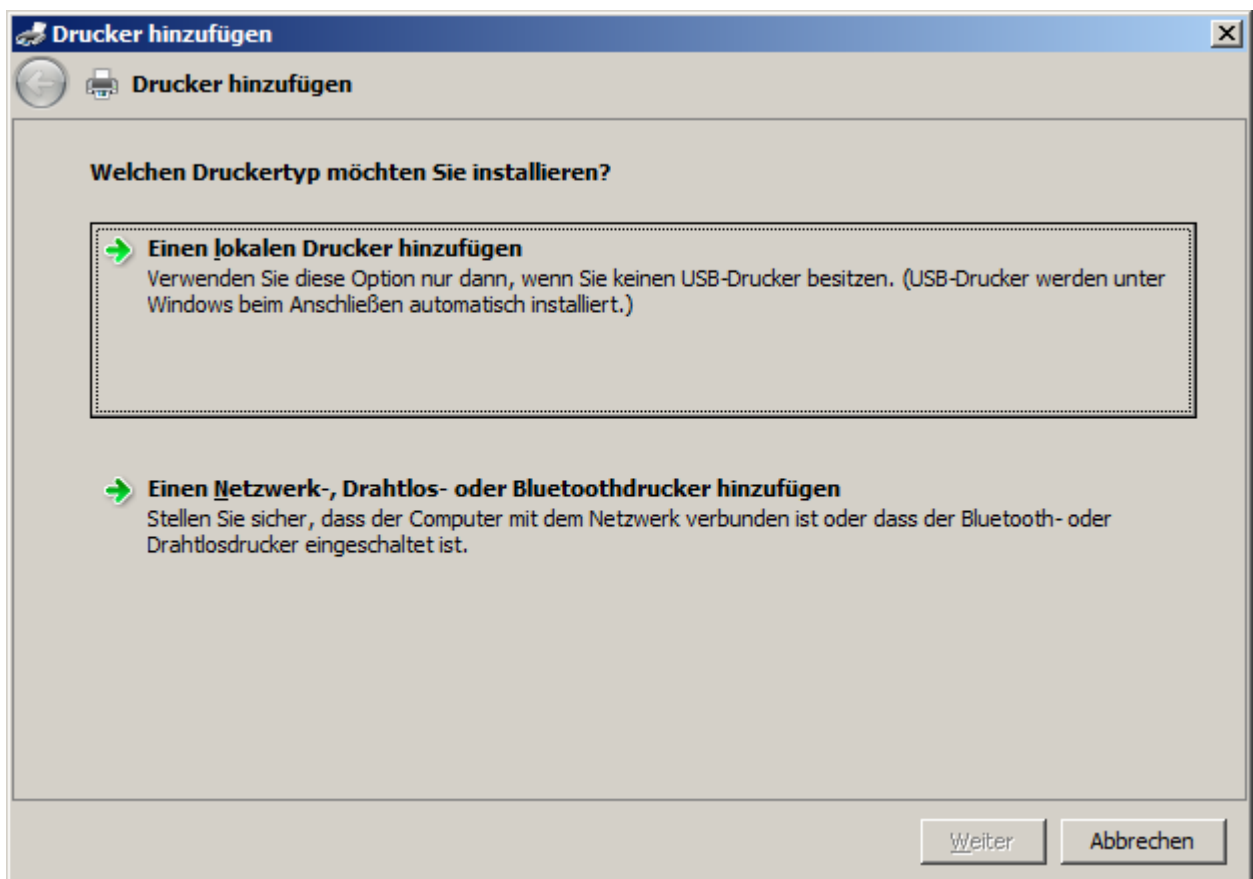 Drucker hinzufügen
Drucker hinzufügen
Welchen Druckertyp möchten Sie installieren?
Einen lokalen Drucker hinzufügen
Verwenden Sie diese Option nur dann, wenn Sie keinen USB-Drucker besitzen. (USB-Drucker werden unter
Windows beim Anschließen automatisch installiert.)
Einen Netzwerk-, Drahtlos- oder Bluetoothdrucker hinzufügen
Stellen Sie sicher, dass der Computer mit dem Netzwerk verbunden ist oder dass der Bluetooth- oder
Drahtlosdrucker eingeschaltet ist.
Weiter
Abbrechen